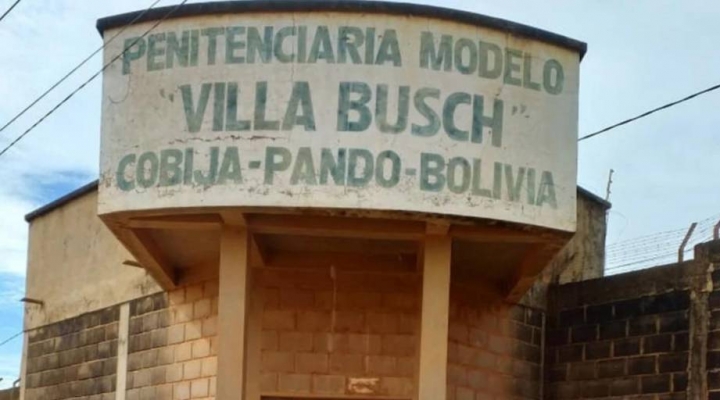 PENITENCIARIA MODELO
"VILLA BUSCH"
COBIJA-PANDO-BOLIVIA